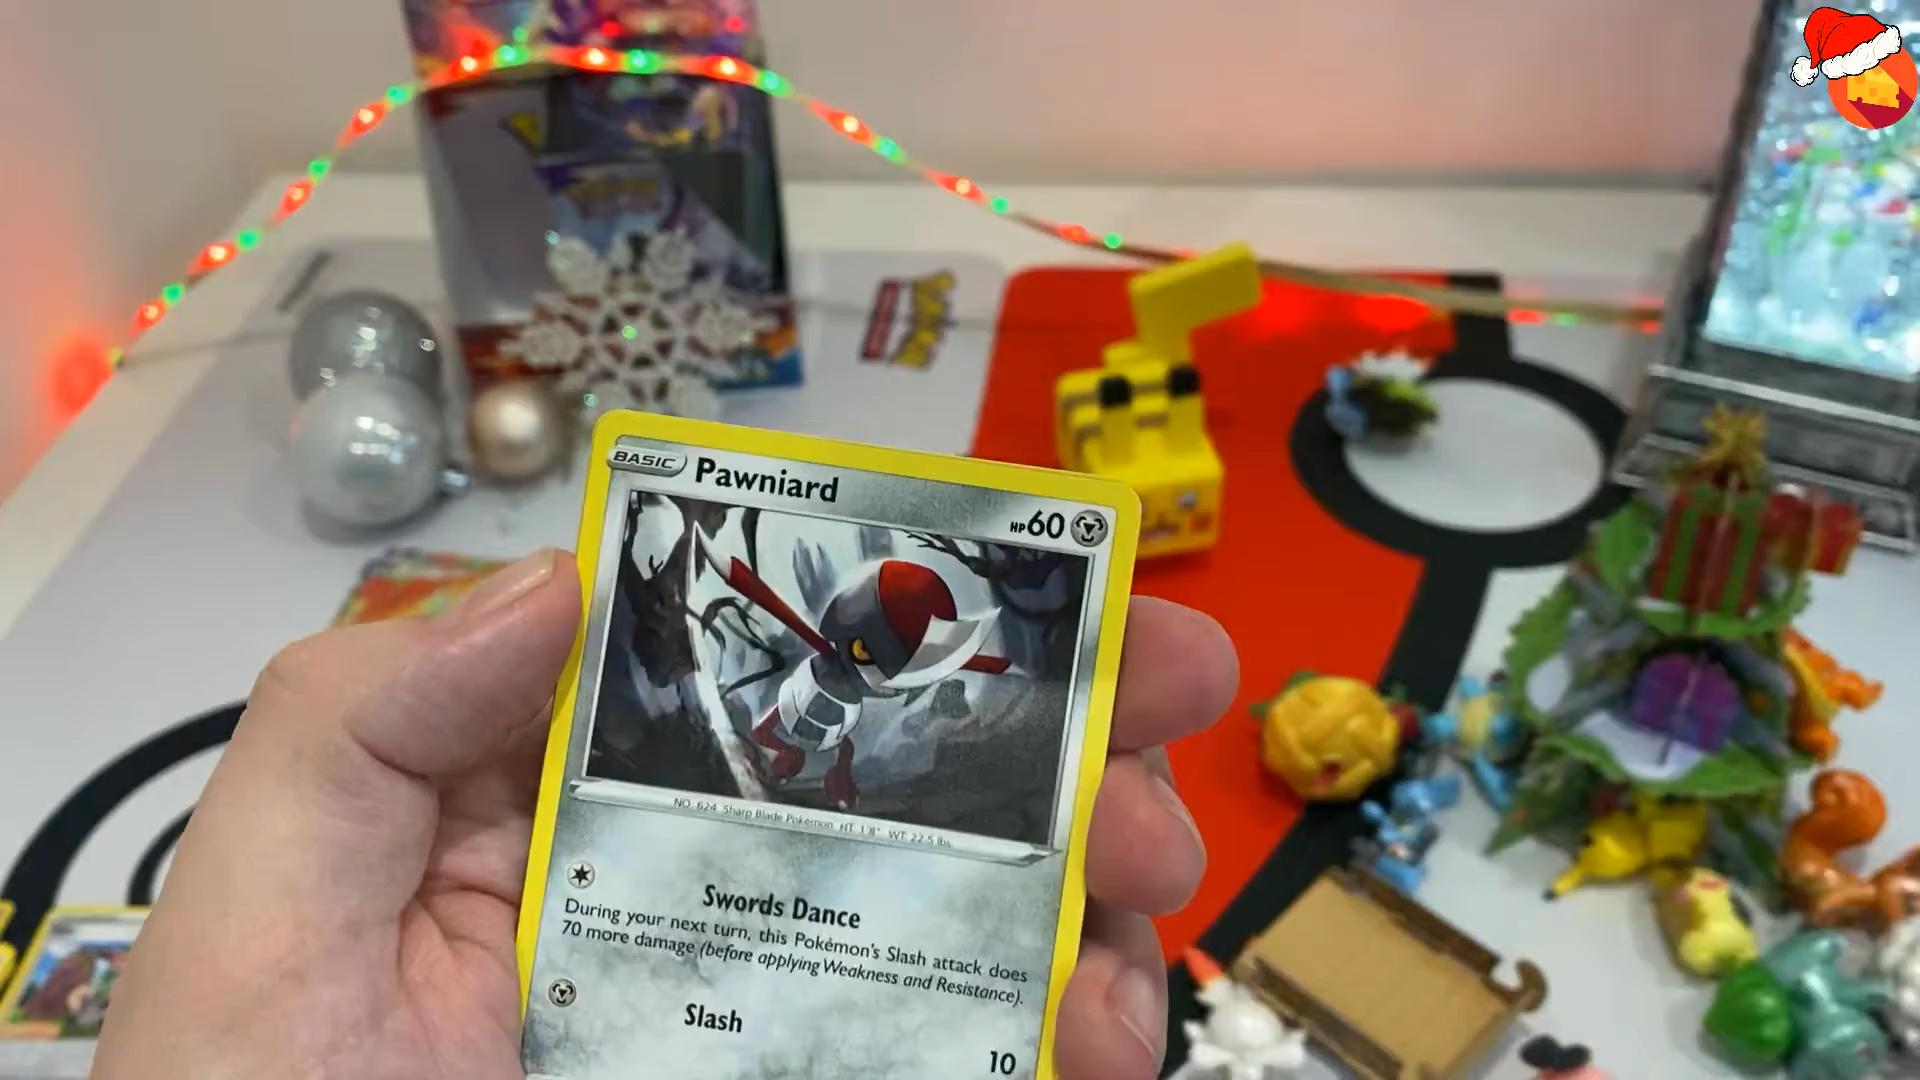 BASIC Pawniard
HP60
NO. 624 Sharp Blade Pokémon HT: 1'8" WT: 22.5 lbs.
Swords Dance
During your next turn, this Pokémon's Slash attack does
70 more damage (before applying Weakness and Resistance).
Slash
10